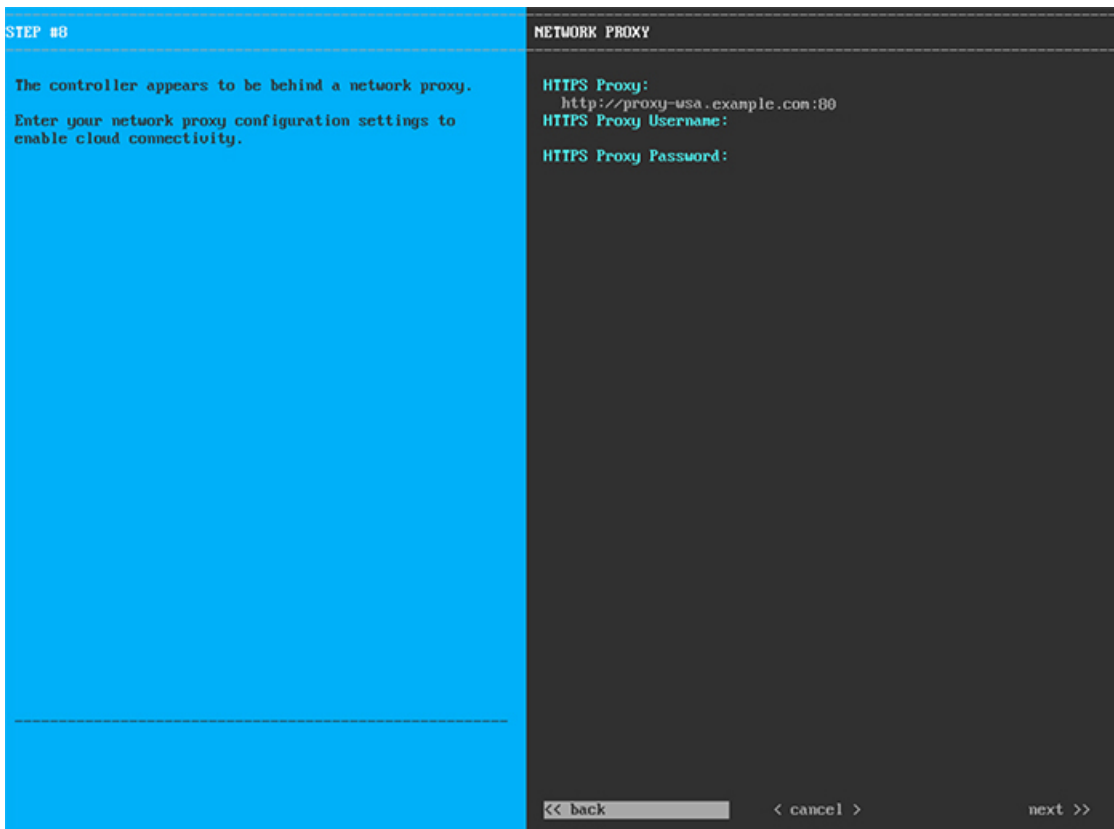 STEP #8
The controller appears to be behind a network proxy.
Enter your network proxy configuration settings to
enable cloud connectivity.
NETWORK PROXY
HTTPS Proxy:
http://proxy-wsa.example.com:80
HTTPS Proxy Username:
HTTPS Proxy Password:
<< back
< cancel >
next >>